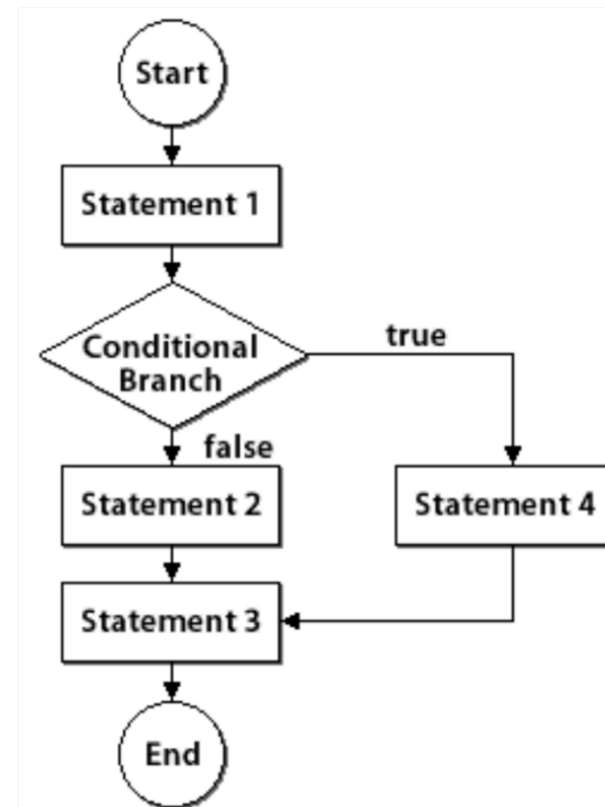 Start
Statement 1
Conditional
Branch
true
false
Statement 2
Statement 4
Statement 3
End